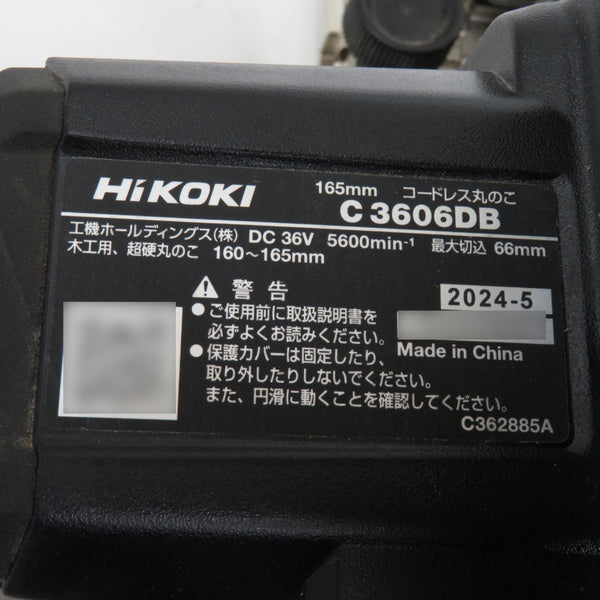 HiKOKI
165mm コードレス丸のこ
C 3606DB
工機ホールディングス(株) DC 36V 5600min-1 最大切込 66mm
木工用、超硬丸のこ 160～165mm
警告
2024-5
●ご使用前に取扱説明書を
必ずよくお読みください。
●保護カバーは固定したり、
取り外したりしないでください。
また、円滑に動くことを確認してください。
Made in China
C362885A